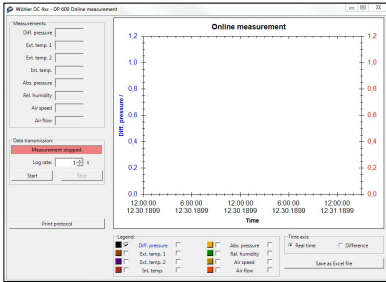 Wöhler DC 4xx - DP 600 Online measurement
Measurements
Diff. pressure
Ext. temp. 1
Ext. temp. 2
Int. temp.
Abs. pressure
Rel. humidity
Air speed
Air flow
Data transmission
Measurement stopped.
Log rate: 1 s
Start Stop
Print protocol
Online measurement
1,2 1,2
1,0 1,0
0,8 0,8
0,6 0,6
0,4 0,4
0,2 0,2
0,0 0,0
Diff. pressure /
12:00:00 6:00:00 12:00:00 6:00:00 12:00:00
12.30.1899 12.30.1899 12.30.1899 12.30.1899 12.31.1899
Time
Legend:
Diff. pressure Abs. pressure
Ext. temp. 1 Rel. humidity
Ext. temp. 2 Air speed
Int. temp. Air flow
Time axis:
Real time Difference
Save as Excel file